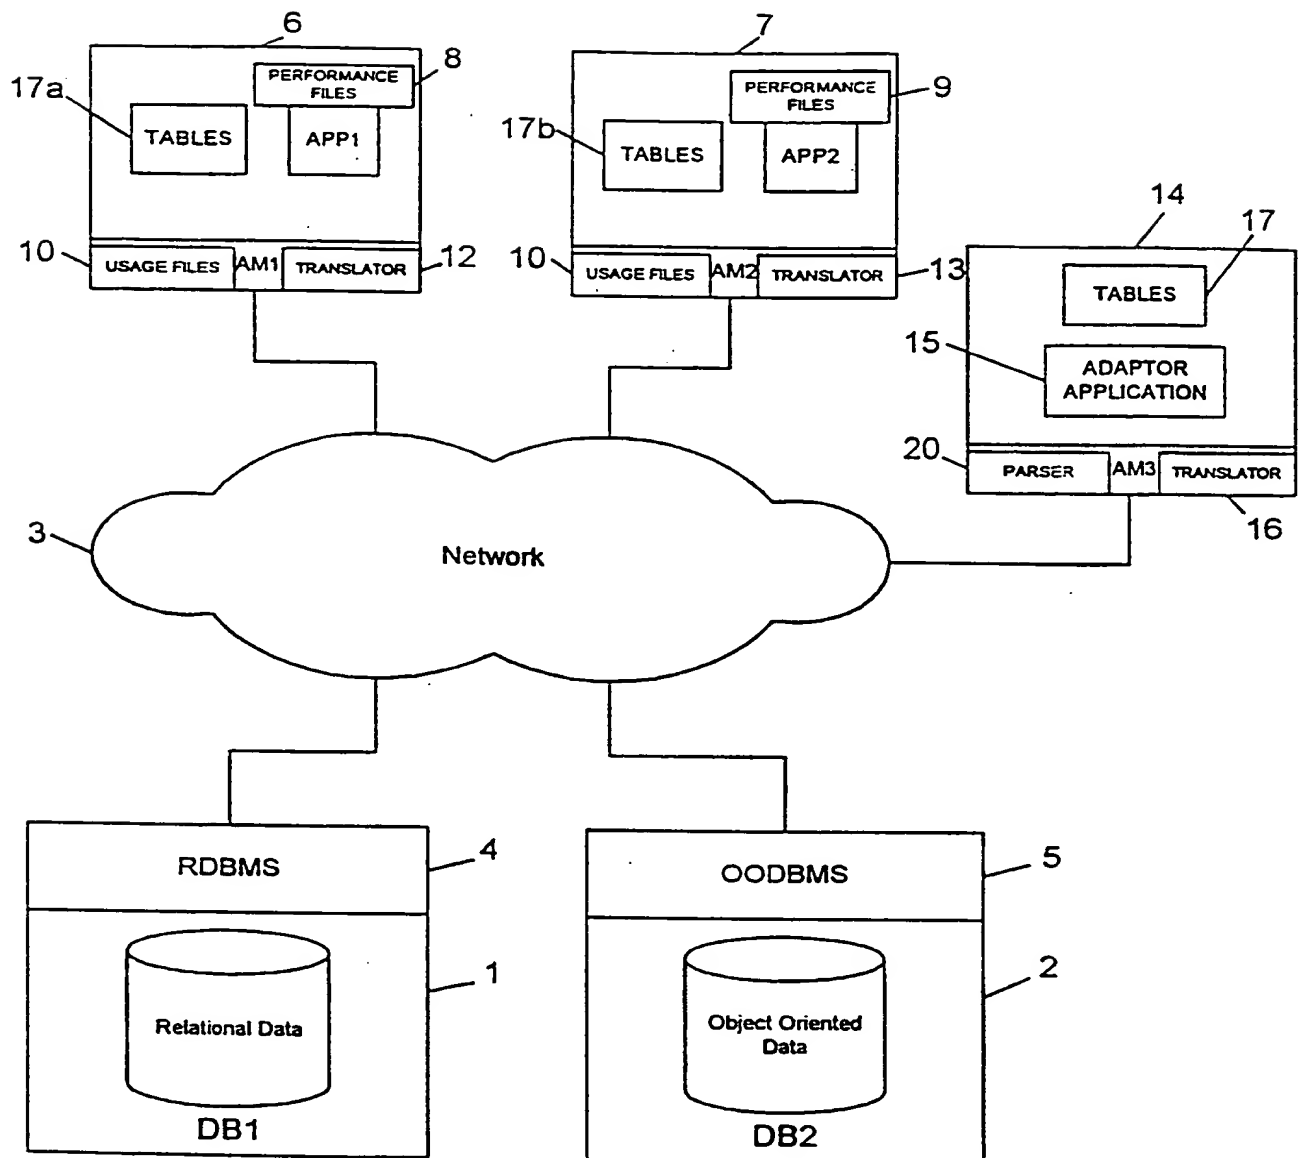 6
7
8
PERFORMANCE
FILES
17a
TABLES
APP1
10
USAGE FILES
AM1
TRANSLATOR
12
9
PERFORMANCE
FILES
17b
TABLES
APP2
10
USAGE FILES
AM2
TRANSLATOR
13
14
17
TABLES
15
ADAPTOR
APPLICATION
20
PARSER
AM3
TRANSLATOR
16
3
Network
RDBMS
4
Relational Data
1
DB1
OODBMS
5
Object Oriented
Data
2
DB2